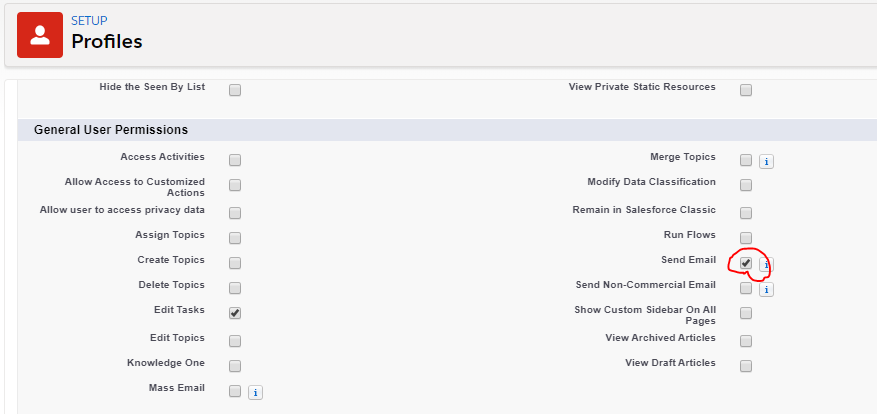 SETUP
Profiles
Hide the Seen By List
View Private Static Resources
General User Permissions
Access Activities
Merge Topics
i
Allow Access to Customized
Actions
Modify Data Classification
Allow user to access privacy data
Remain in Salesforce Classic
Assign Topics
Run Flows
Create Topics
Send Email
i
Delete Topics
Send Non-Commercial Email
i
Edit Tasks
Show Custom Sidebar On All
Pages
Edit Topics
View Archived Articles
Knowledge One
View Draft Articles
Mass Email
i